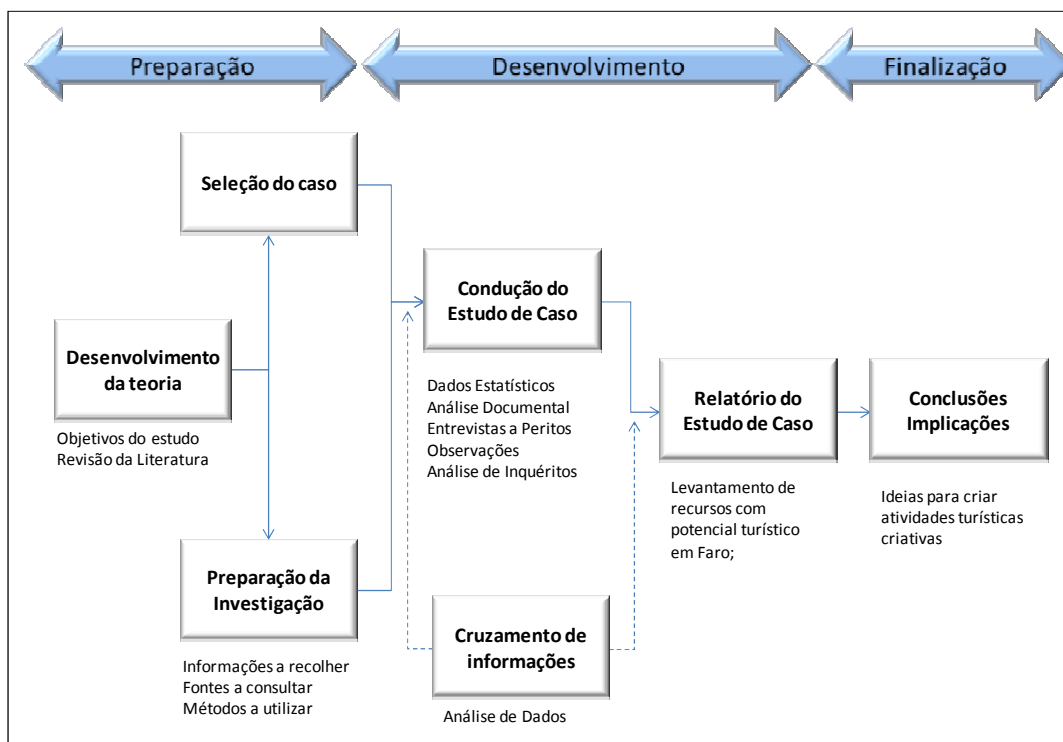 Preparação
Desenvolvimento
Finalização
Seleção do caso
Condução do
Estudo de Caso
Desenvolvimento
da teoria
Dados Estatísticos
Análise Documental
Entrevistas a Peritos
Observações
Análise de Inquéritos
Relatório do
Estudo de Caso
Conclusões
Implicações
Objetivos do estudo
Revisão da Literatura
Levantamento de
recursos com
potencial turístico
em Faro;
Ideias para criar
atividades turísticas
criativas
Preparação da
Investigação
Cruzamento de
informações
Informações a recolher
Fontes a consultar
Métodos a utilizar
Análise de Dados